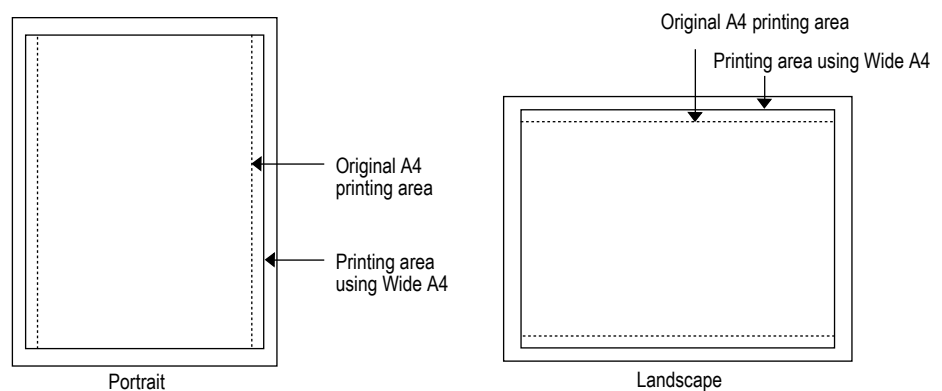 Original A4
printing area
Printing area
using Wide A4
Portrait
Original A4 printing area
Printing area using Wide A4
Landscape